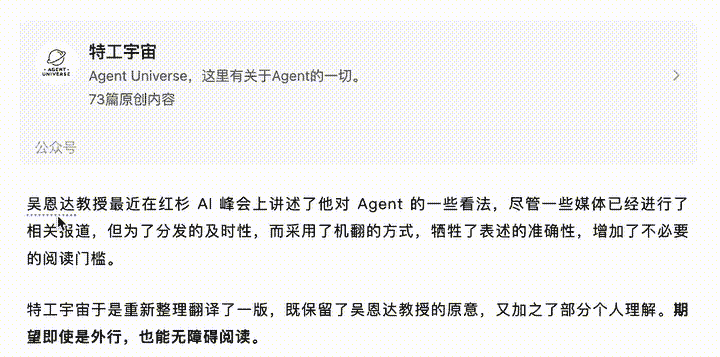 特工宇宙
AGENT
UNIVERSE
Agent Universe，这里有关于Agent的一切。
73篇原创内容
公众号
吴恩达教授最近在红杉 AI 峰会上讲述了他对 Agent 的一些看法，尽管一些媒体已经进行了
相关报道，但为了分发的及时性，而采用了机翻的方式，牺牲了表述的准确性，增加了不必要
的阅读门槛。
特工宇宙于是重新整理翻译了一版，既保留了吴恩达教授的原意，又加之了部分个人理解。期
望即使是外行，也能无障碍阅读。